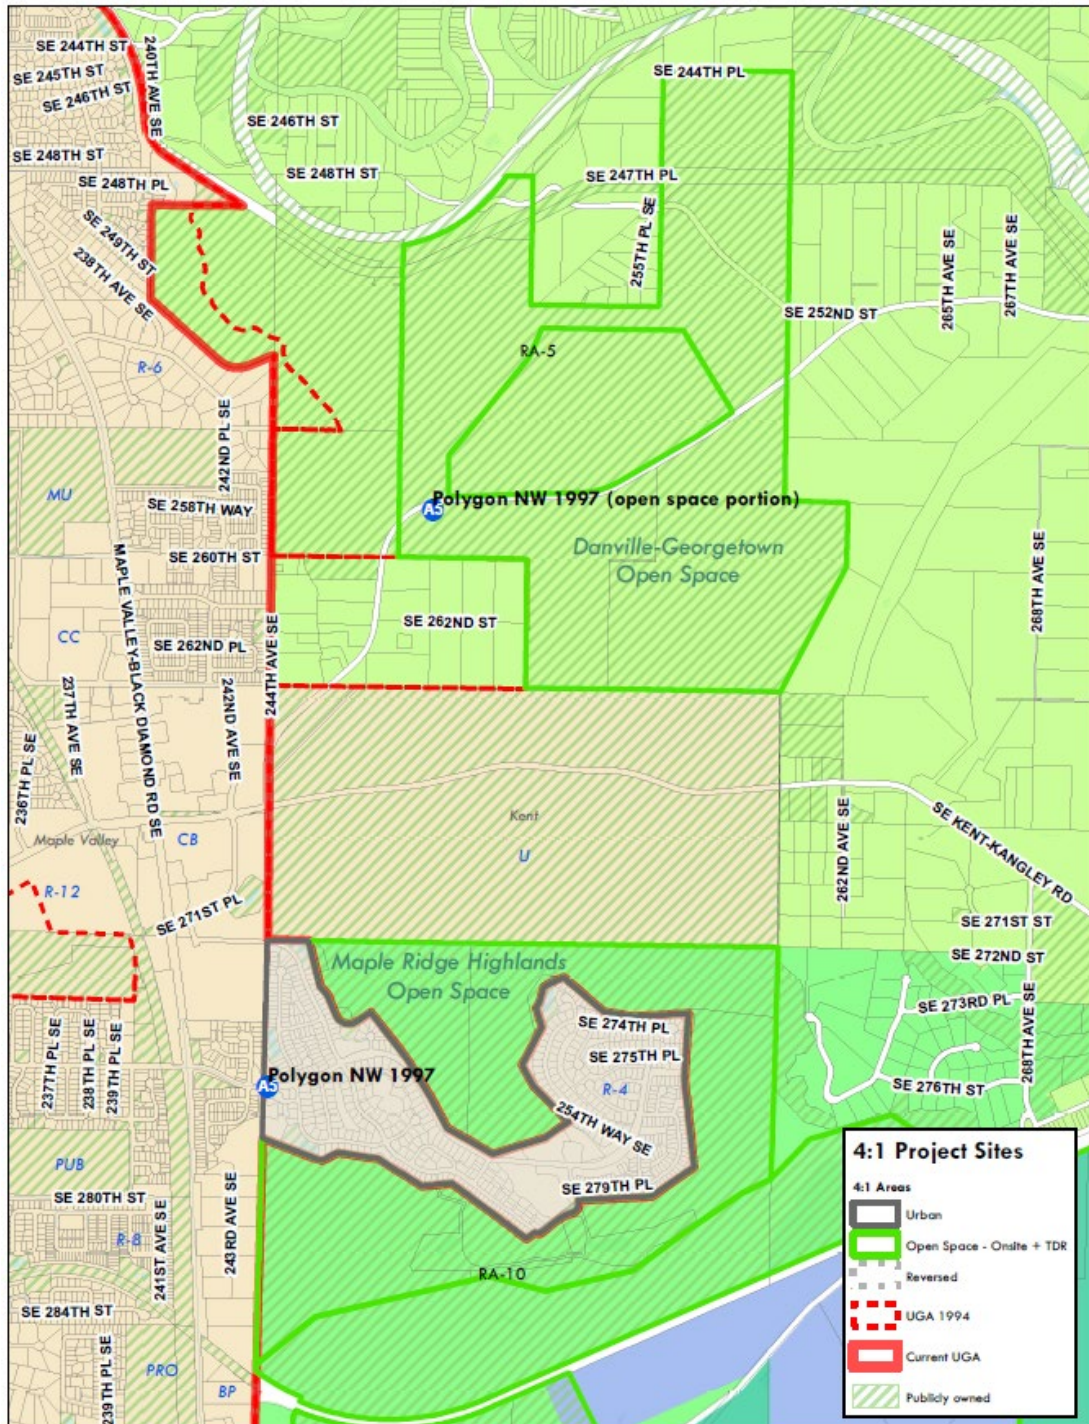 SE 244TH ST
240TH AVE SE
SE 244TH PL
SE 245TH ST
SE 246TH ST
SE 246TH ST
SE 248TH ST
SE 248TH ST
SE 247TH PL
SE 248TH PL
255TH PL SE
SE 249TH ST
238TH AVE SE
265TH AVE SE
267TH AVE SE
SE 252ND ST
RA-5
R-6
242ND PL SE
MU
SE 258TH WAY
A5
Polygon NW 1997 (open space portion)
Danville-Georgetown
Open Space
MAPLE VALLEY-BLACK DIAMOND RD SE
SE 260TH ST
268TH AVE SE
CC
SE 262ND ST
SE 262ND PL
244TH AVE SE
237TH AVE SE
242ND AVE SE
236TH PL SE
Kent
Maple Valley
CB
U
262ND AVE SE
SE KENT-KANGLEY RD
R-12
SE 271ST PL
SE 271ST ST
SE 272ND ST
Maple Ridge Highlands
Open Space
SE 273RD PL
SE 274TH PL
SE 275TH PL
237TH PL SE
238TH PL SE
239TH PL SE
A5
Polygon NW 1997
R-4
SE 276TH ST
268TH AVE SE
254TH WAY SE
PUB
SE 279TH PL
SE 280TH ST
R-8
241ST AVE SE
243RD AVE SE
RA-10
SE 284TH ST
239TH PL SE
PRO
BP
4:1 Project Sites
4:1 Areas
Urban
Open Space - Onsite + TDR
Reversed
UGA 1994
Current UGA
Publicly owned